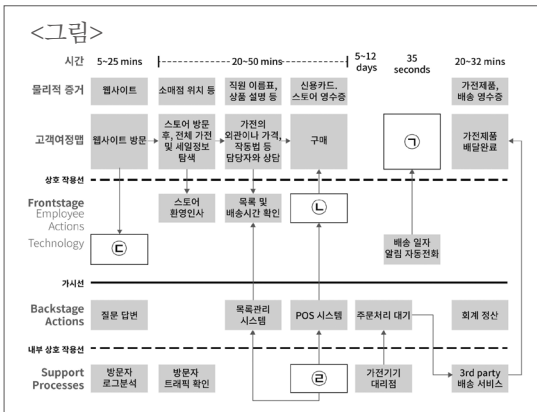 <그림>
시간
5~25 mins
20~50 mins
5~12
days
35
seconds
20~32 mins
물리적 증거
웹사이트
소매점 위치 등
직원 이름표,
상품 설명 등
신용카드.
스토어 영수증
가전제품,
배송 영수증
고객여정맵
웹사이트 방문
스토어 방문
후, 전체 가전
및 세일정보
탐색
가전의
외관이나 가격,
작동법 등
담당자와 상담
구매
㉠
가전제품
배달완료
상호 작용선
Frontstage
Employee
Actions
스토어
환영인사
목록 및
배송시간 확인
㉡
Technology
㉢
배송 일자
알림 자동전화
가시선
Backstage
Actions
질문 답변
목록관리
시스템
POS 시스템
주문처리 대기
회계 정산
내부 상호 작용선
Support
Processes
방문자
로그분석
방문자
트래픽 확인
㉣
가전기기
대리점
3rd party
배송 서비스